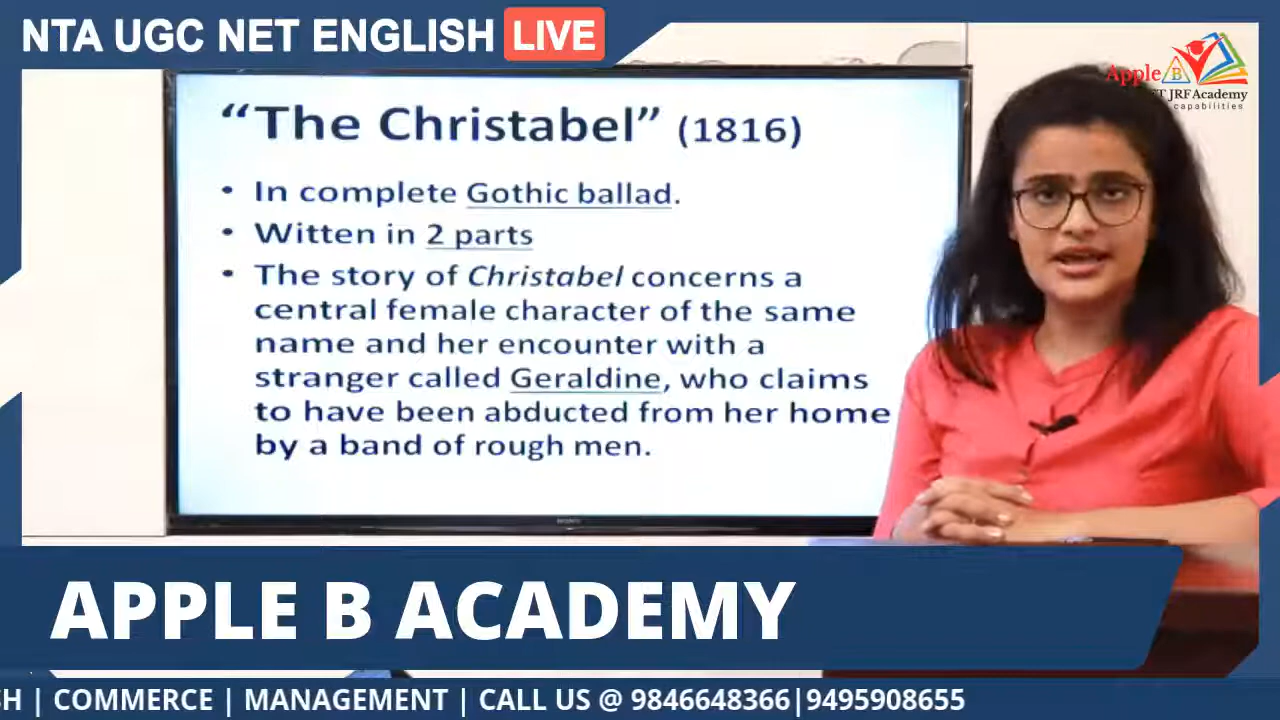 NTA UGC NET ENGLISH LIVE
Apple B
T JRF Academy
capabilities
“The Christabel” (1816)
• In complete Gothic ballad.
• Witten in 2 parts
• The story of Christabel concerns a
central female character of the same
name and her encounter with a
stranger called Geraldine, who claims
to have been abducted from her home
by a band of rough men.
SONY
APPLE B ACADEMY
SH | COMMERCE | MANAGEMENT | CALL US @ 9846648366|9495908655